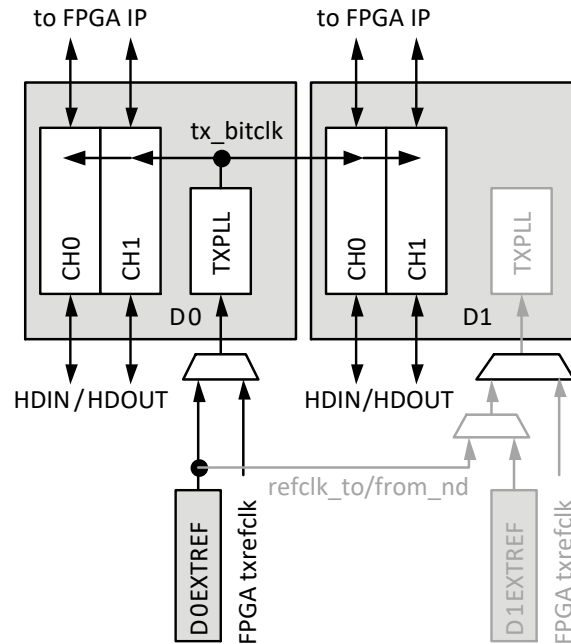 to FPGA IP
to FPGA IP
tx_bitclk
CH0
CH1
TXPLL
CH0
CH1
TXPLL
D0
D1
HDIN/HDOUT
HDIN/HDOUT
refclk_to/from_nd
D0EXTREF
FPGA txrefclk
D1EXTREF
FPGA txrefclk